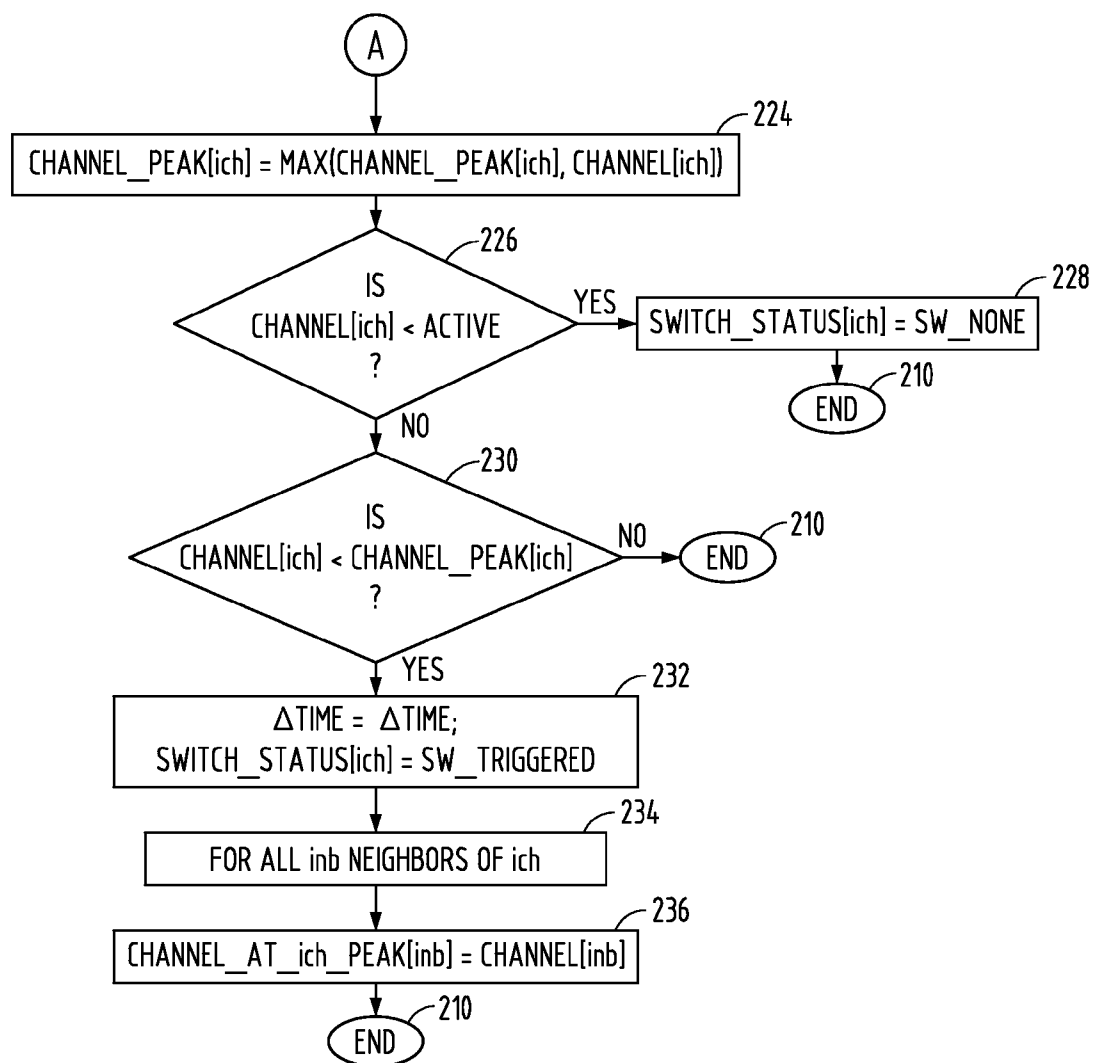 A
224
CHANNEL_PEAK[ich] = MAX(CHANNEL_PEAK[ich], CHANNEL[ich])
226
IS
CHANNEL[ich] < ACTIVE
?
YES
228
SWITCH_STATUS[ich] = SW_NONE
210
END
NO
230
IS
CHANNEL[ich] < CHANNEL_PEAK[ich]
?
NO
210
END
YES
232
ΔTIME = ΔTIME;
SWITCH_STATUS[ich] = SW_TRIGGERED
234
FOR ALL inb NEIGHBORS OF ich
236
CHANNEL_AT_ich_PEAK[inb] = CHANNEL[inb]
210
END